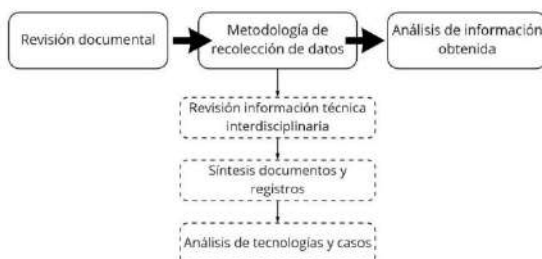 Revisión documental
Metodología de
recolección de datos
Análisis de información
obtenida
Revisión información técnica
interdisciplinaria
Síntesis documentos y
registros
Análisis de tecnologías y casos